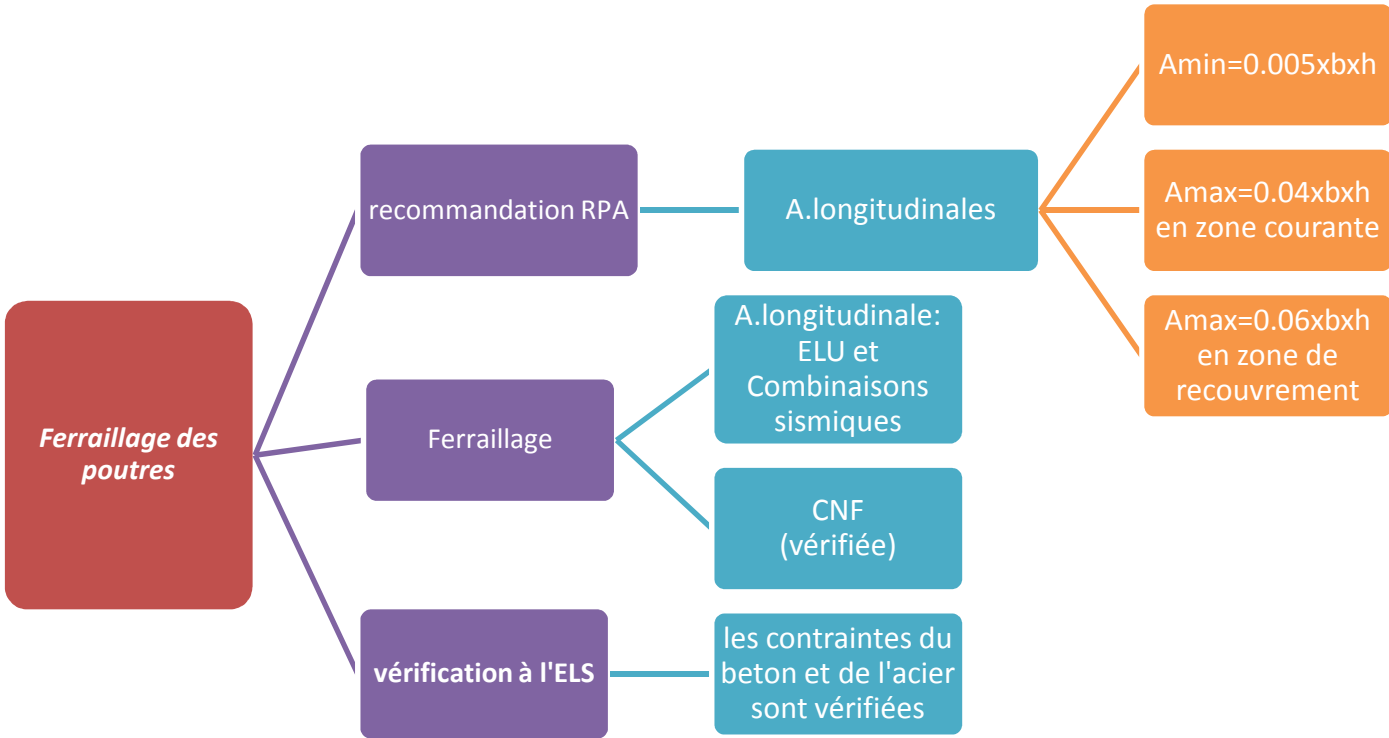 Ferraillage des
poutres
recommandation RPA
A.longitudinales
Amin=0.005xbxh
Amax=0.04xbxh
en zone courante
Amax=0.06xbxh
en zone de
recouvrement
Ferraillage
A.longitudinale:
ELU et
Combinaisons
sismiques
CNF
(vérifiée)
vérification à l'ELS
les contraintes du
beton et de l'acier
sont vérifiées